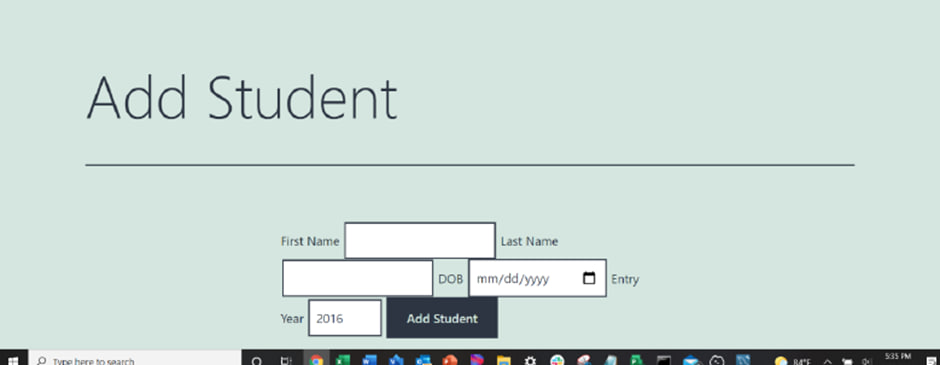 Add Student
First Name Last Name
DOB mm/dd/yyyy Entry
Year 2016 Add Student
Type here to search 84°F 5:35 PM